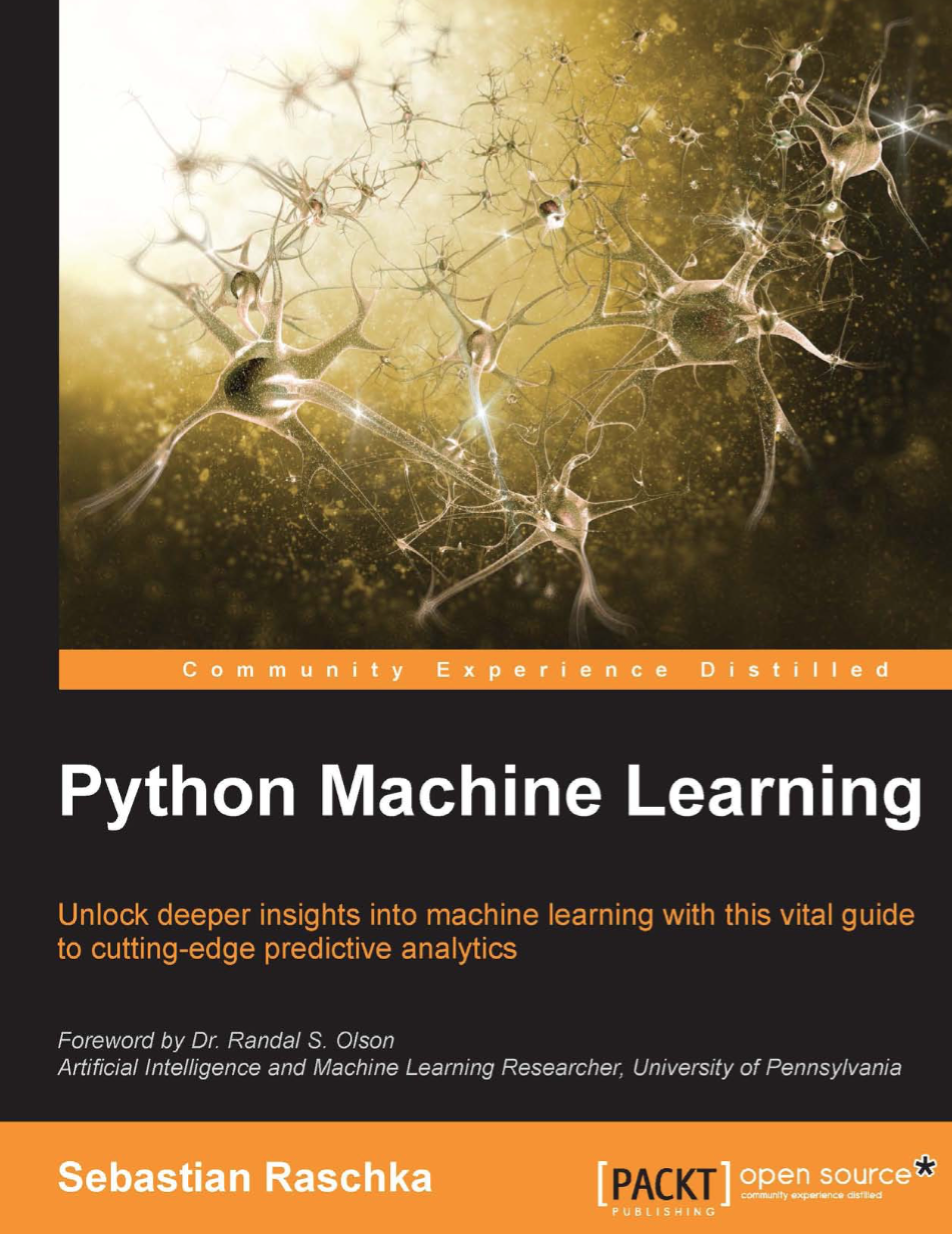 Community Experience Distilled
Python Machine Learning
Unlock deeper insights into machine learning with this vital guide
to cutting-edge predictive analytics
Foreword by Dr. Randal S. Olson
Artificial Intelligence and Machine Learning Researcher, University of Pennsylvania
Sebastian Raschka
[PACKT]
PUBLISHING
open source*
community experience distilled